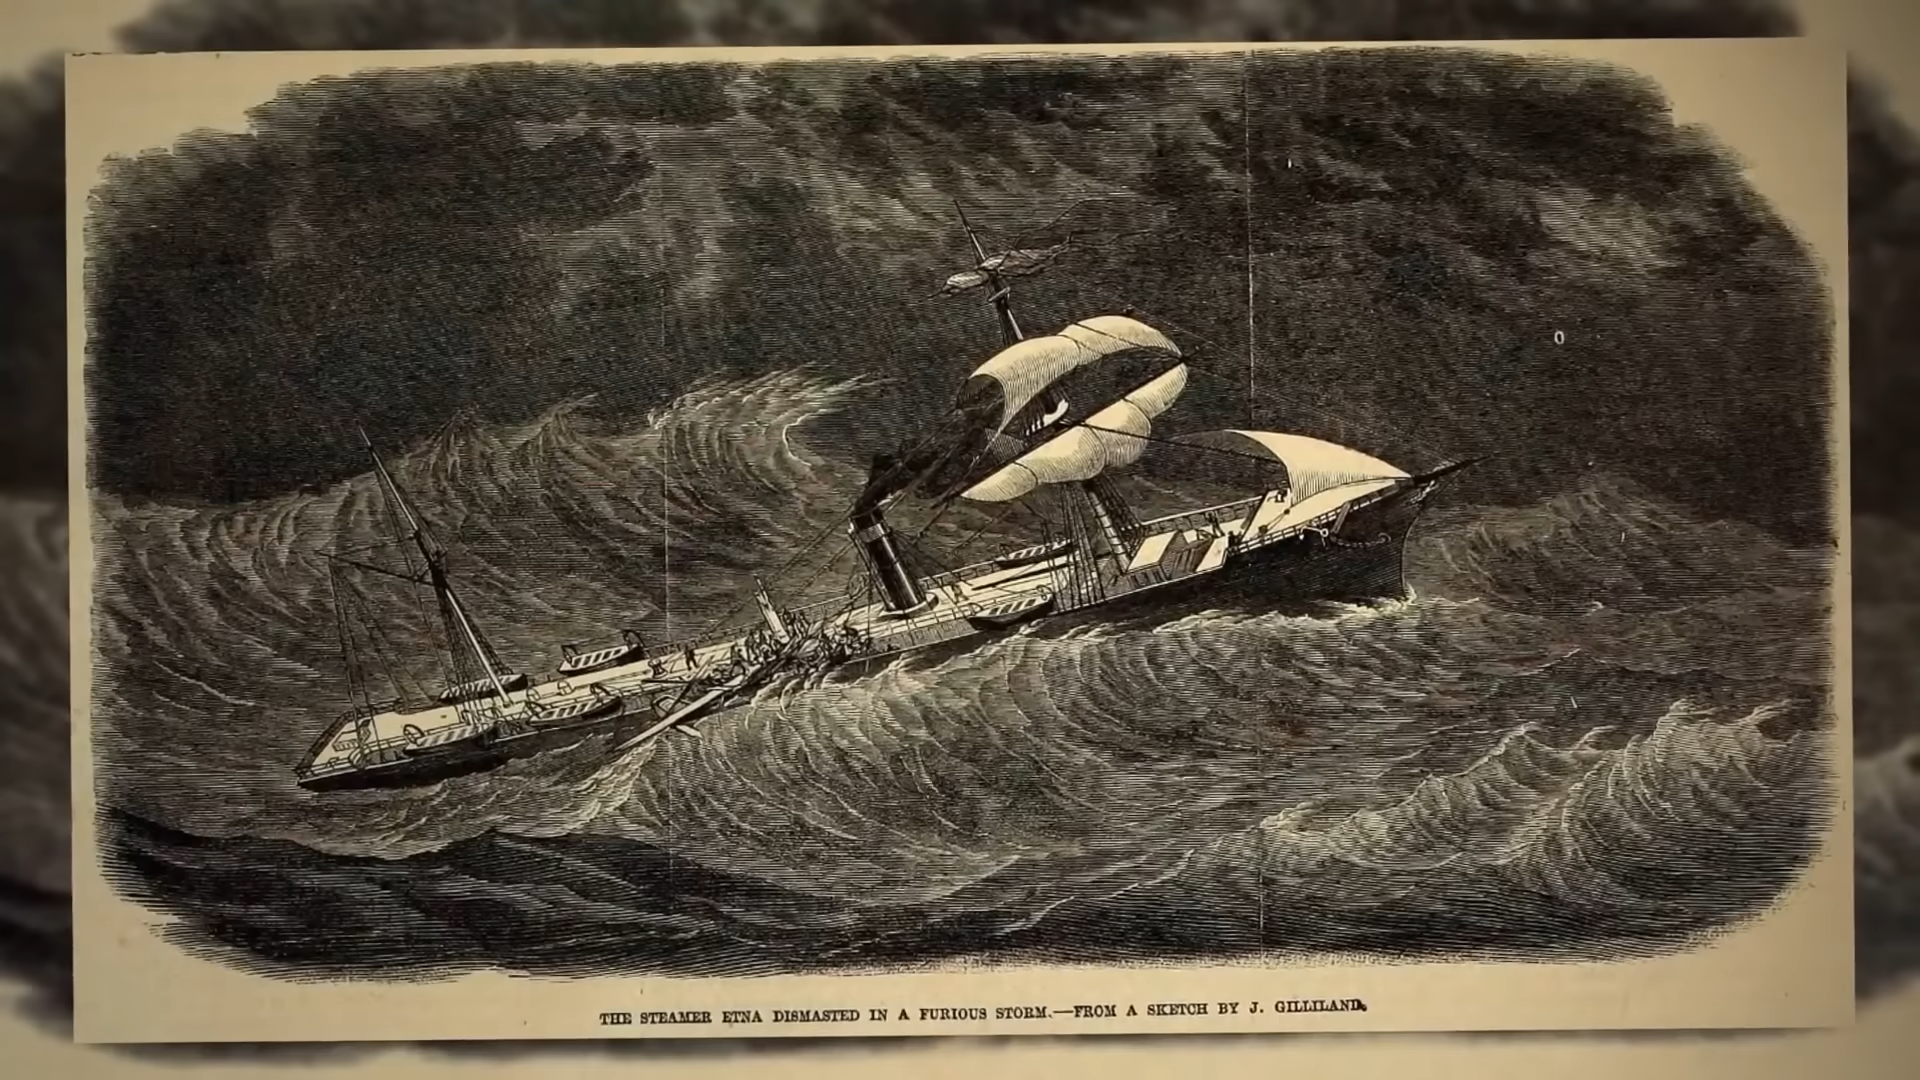 THE STEAMER ETNA DISMASTED IN A FURIOUS STORM.—FROM A SKETCH BY J. GILLILAND.